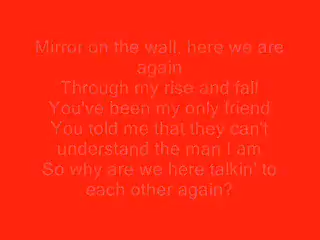 Mirror on the wall, here we are
again
Through my rise and fall
You've been my only friend
You told me that they can't
understand the man I am
So why are we here talkin' to
each other again?